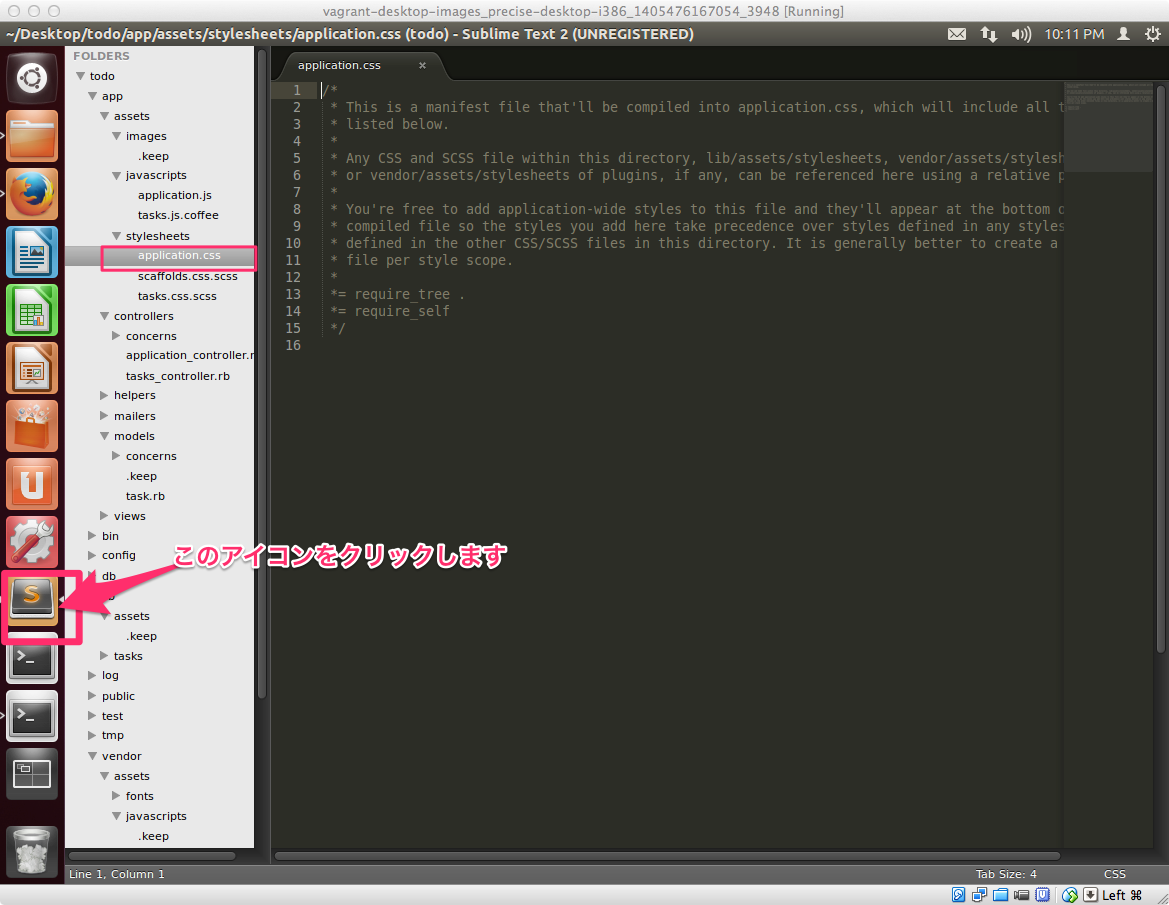 vagrant-desktop-images_precise-desktop-i386_1405476167054_3948 [Running]
~/Desktop/todo/app/assets/stylesheets/application.css (todo) - Sublime Text 2 (UNREGISTERED)
10:11 PM
FOLDERS
todo
app
assets
images
.keep
javascripts
application.js
tasks.js.coffee
stylesheets
application.css
scaffolds.css.scss
tasks.css.scss
controllers
concerns
application_controller.r
tasks_controller.rb
helpers
mailers
models
concerns
.keep
task.rb
views
bin
config
db
assets
.keep
tasks
log
public
test
tmp
vendor
assets
fonts
javascripts
.keep
application.css
1 /*
2 * This is a manifest file that'll be compiled into application.css, which will include all t
3 * listed below.
4 *
5 * Any CSS and SCSS file within this directory, lib/assets/stylesheets, vendor/assets/stylesh
6 * or vendor/assets/stylesheets of plugins, if any, can be referenced here using a relative p
7 *
8 * You're free to add application-wide styles to this file and they'll appear at the bottom o
9 * compiled file so the styles you add here take precedence over styles defined in any styles
10 * defined in the other CSS/SCSS files in this directory. It is generally better to create a
11 * file per style scope.
12 *
13 *= require_tree .
14 *= require_self
15 */
16
このアイコンをクリックします
S
>_
>_
Line 1, Column 1
Tab Size: 4
CSS
Left ⌘